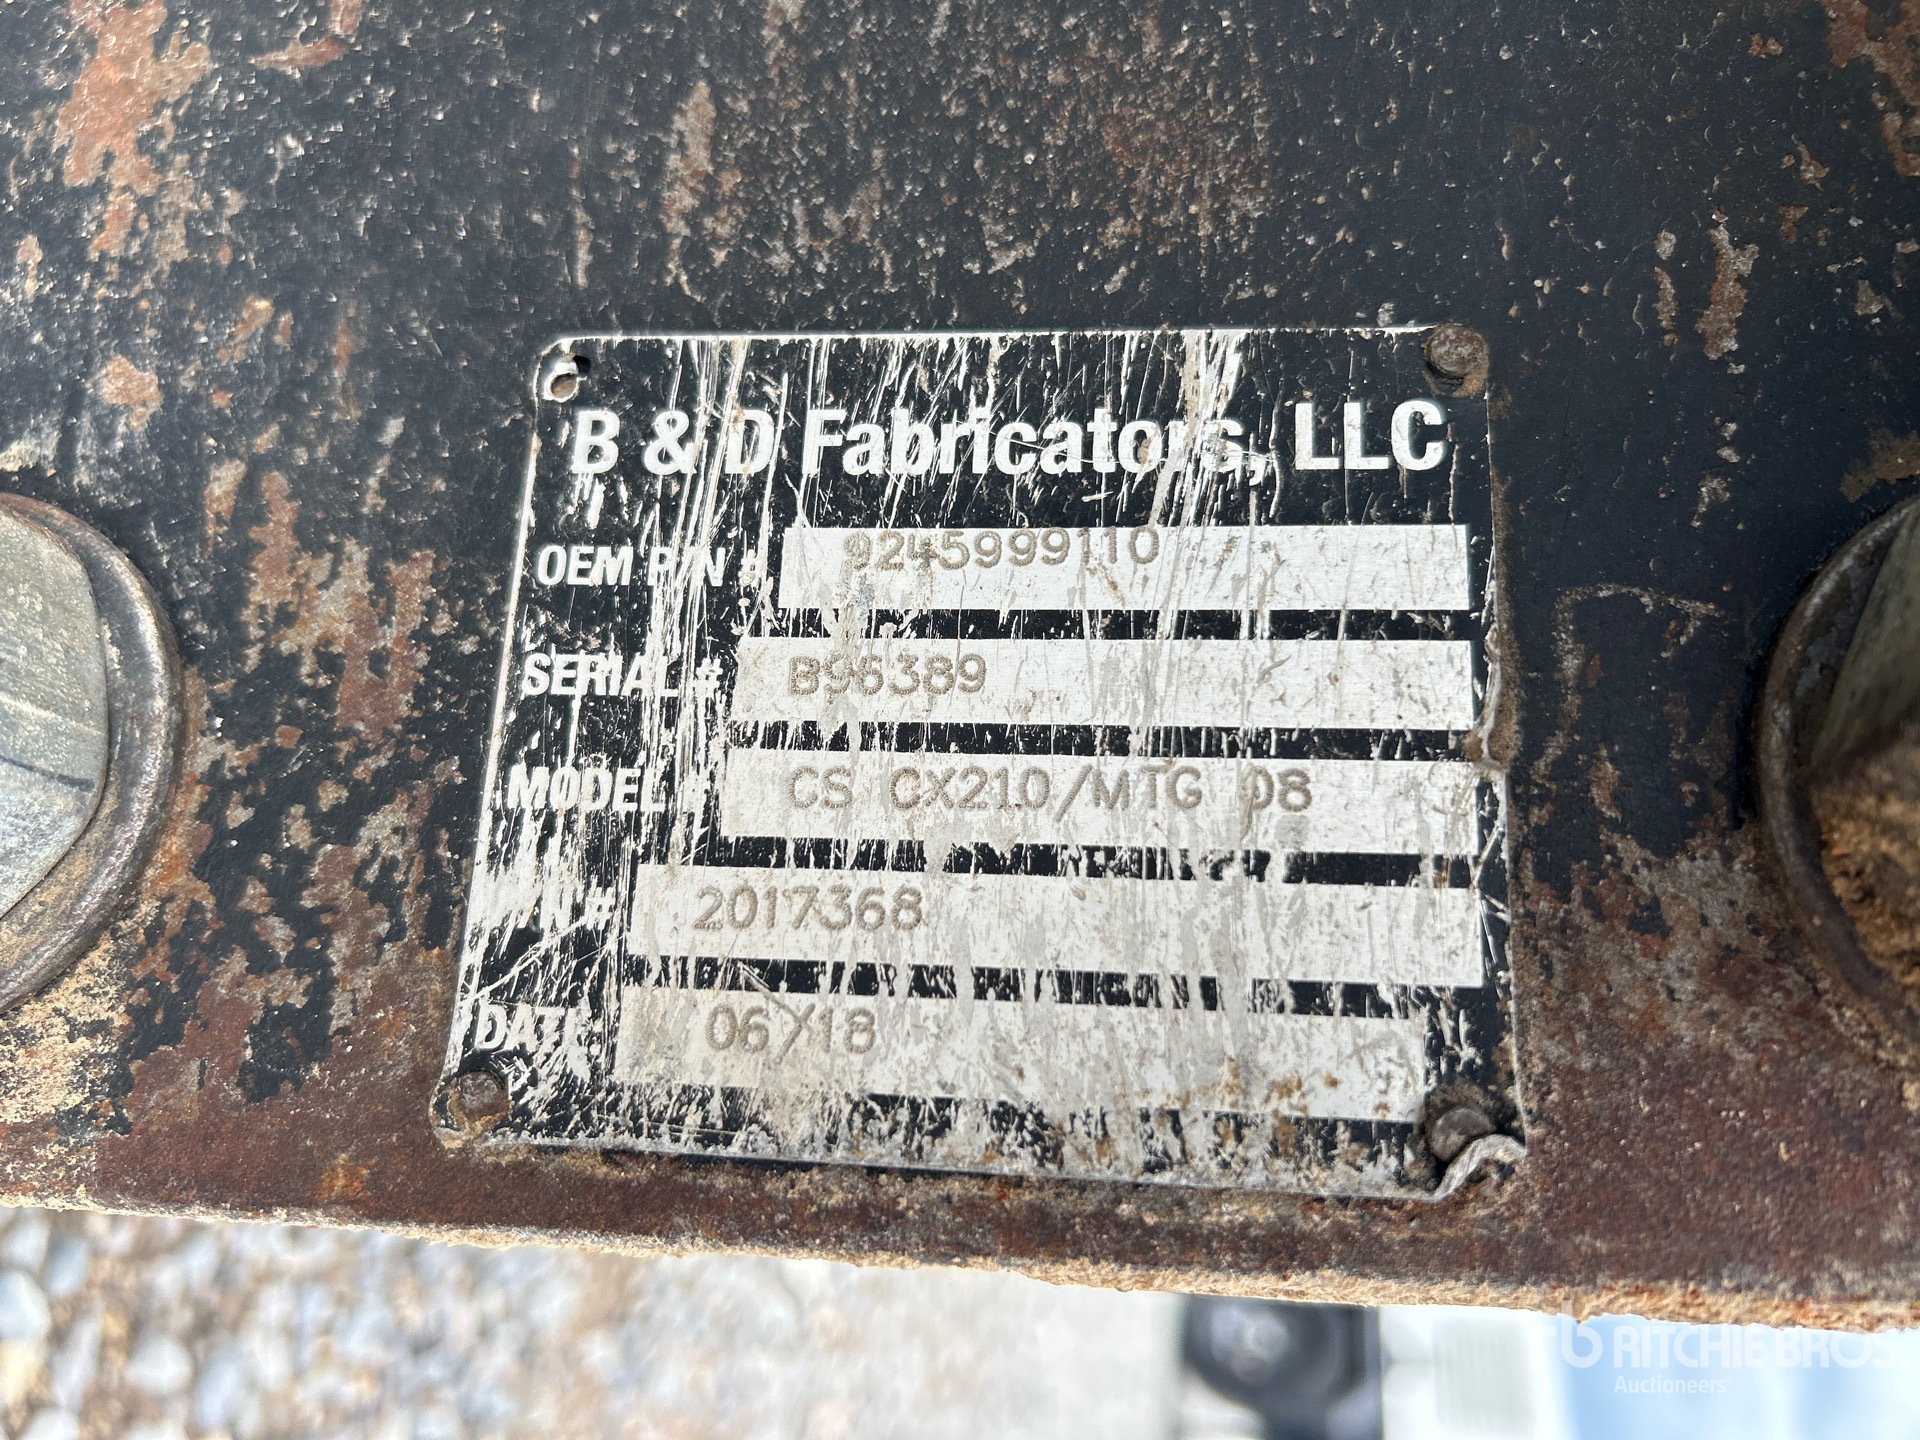 B & D Fabricators, LLC
OEM P/N # 9245999110
SERIAL # B96389
MODEL # CS CX210/MTG 08
P/N # 2017368
DATE 06/18
RITCHIE BROS
Auctioneers